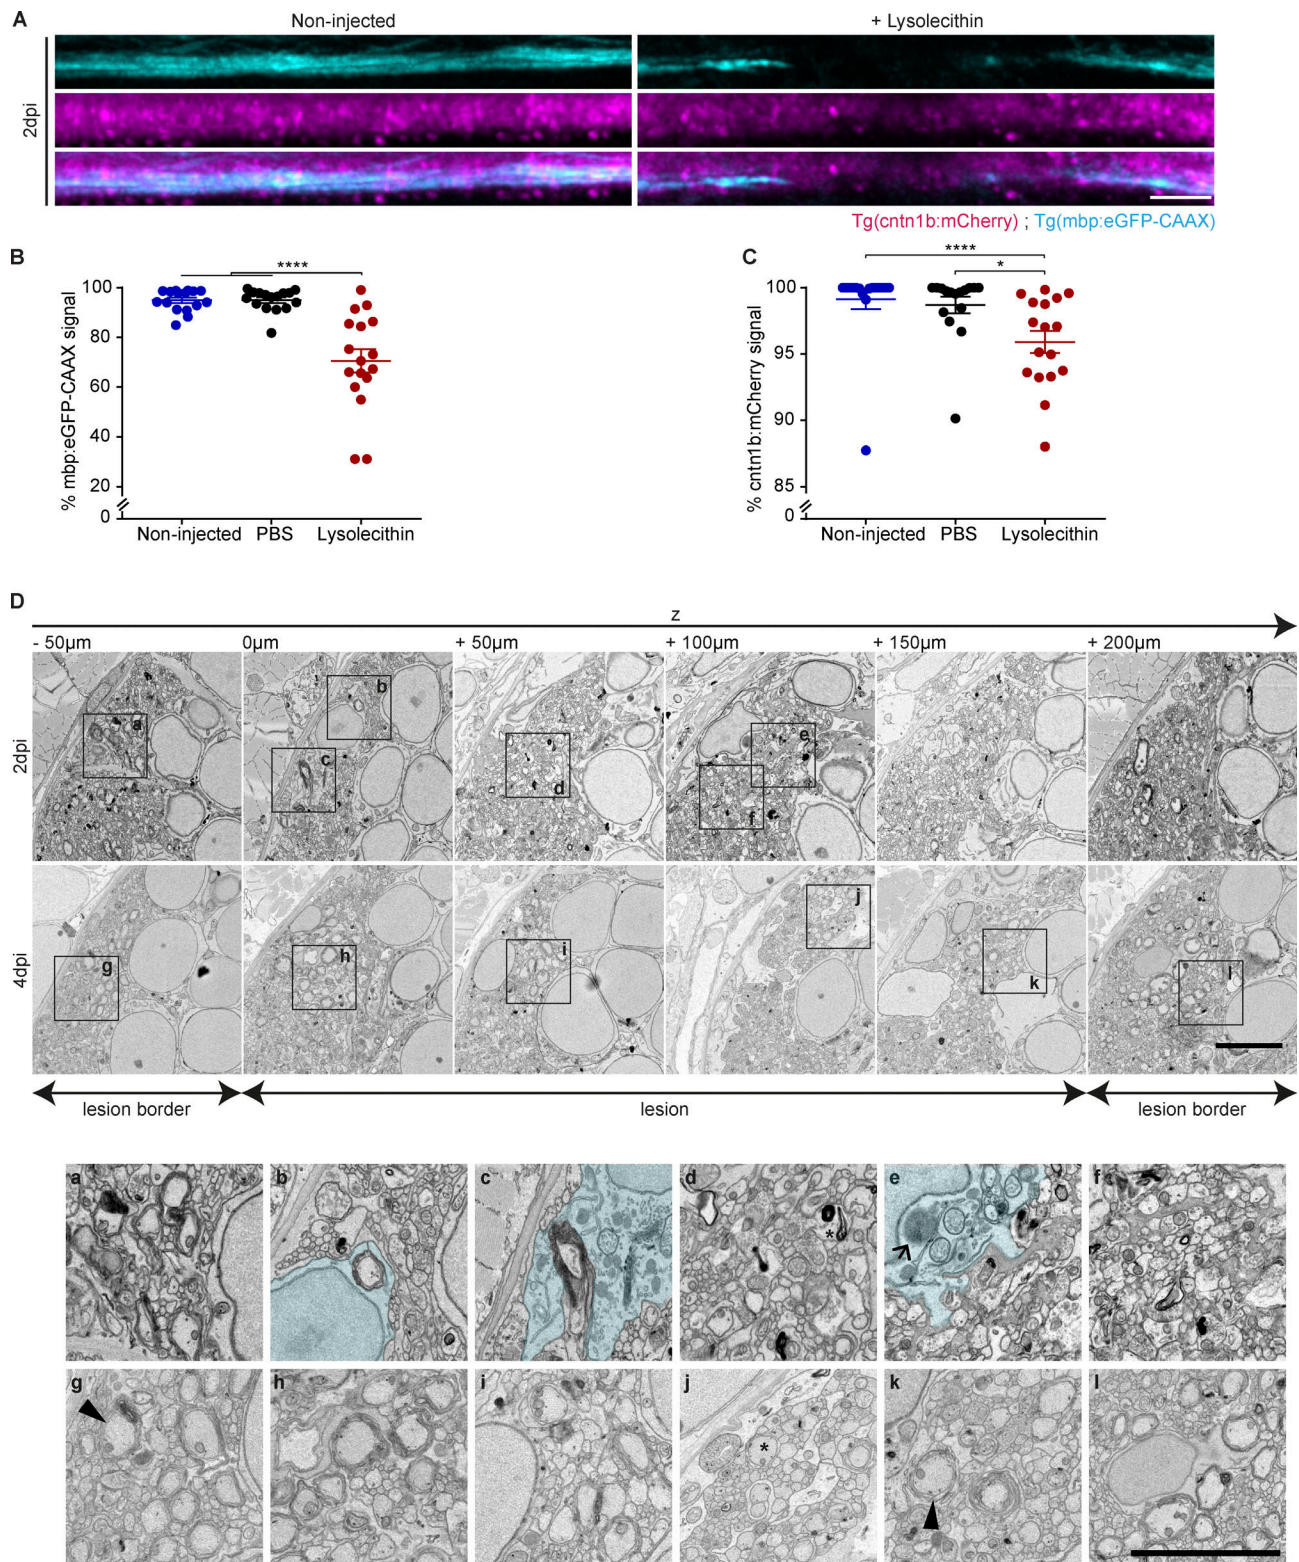 A
Non-injected
+ Lysolecithin
2dpi
Tg(cntn1b:mCherry) ; Tg(mbp:eGFP-CAAX)
B
% mbp:eGFP-CAAX signal
100
80
60
40
20
0
****
Non-injected
PBS
Lysolecithin
C
% cntn1b:mCherry signal
100
95
90
85
0
****
*
Non-injected
PBS
Lysolecithin
D
z
- 50µm
0µm
+ 50µm
+ 100µm
+ 150µm
+ 200µm
2dpi
a
b
c
d
e
f
4dpi
g
h
i
j
k
l
lesion border
lesion
lesion border
a
b
c
d
*
e
f
g
h
i
j
*
k
l